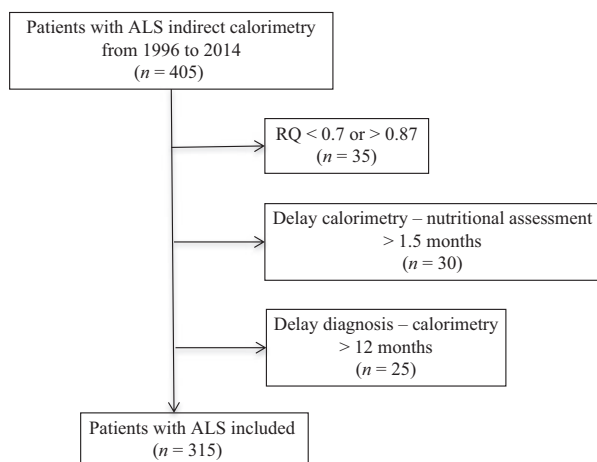 Patients with ALS indirect calorimetry
from 1996 to 2014
(n = 405)
RQ < 0.7 or > 0.87
(n = 35)
Delay calorimetry – nutritional assessment
> 1.5 months
(n = 30)
Delay diagnosis – calorimetry
> 12 months
(n = 25)
Patients with ALS included
(n = 315)